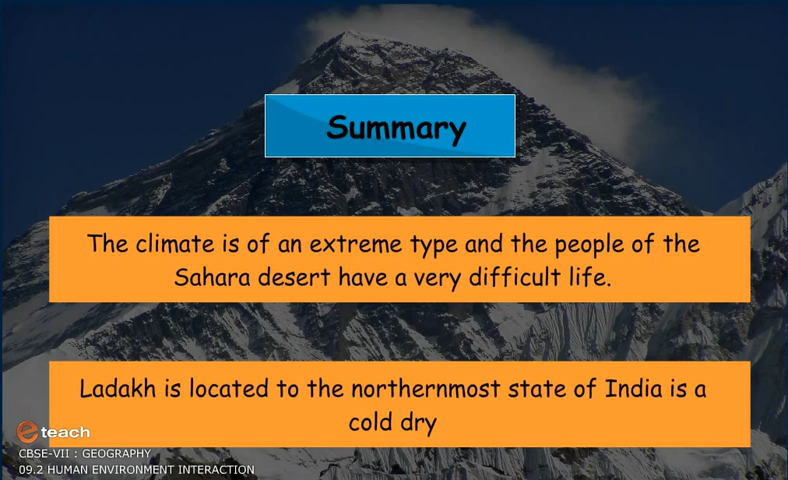 Summary
The climate is of an extreme type and the people of the
Sahara desert have a very difficult life.
Ladakh is located to the northernmost state of India is a
cold dry
e teach
CBSE-VII : GEOGRAPHY
09.2 HUMAN ENVIRONMENT INTERACTION